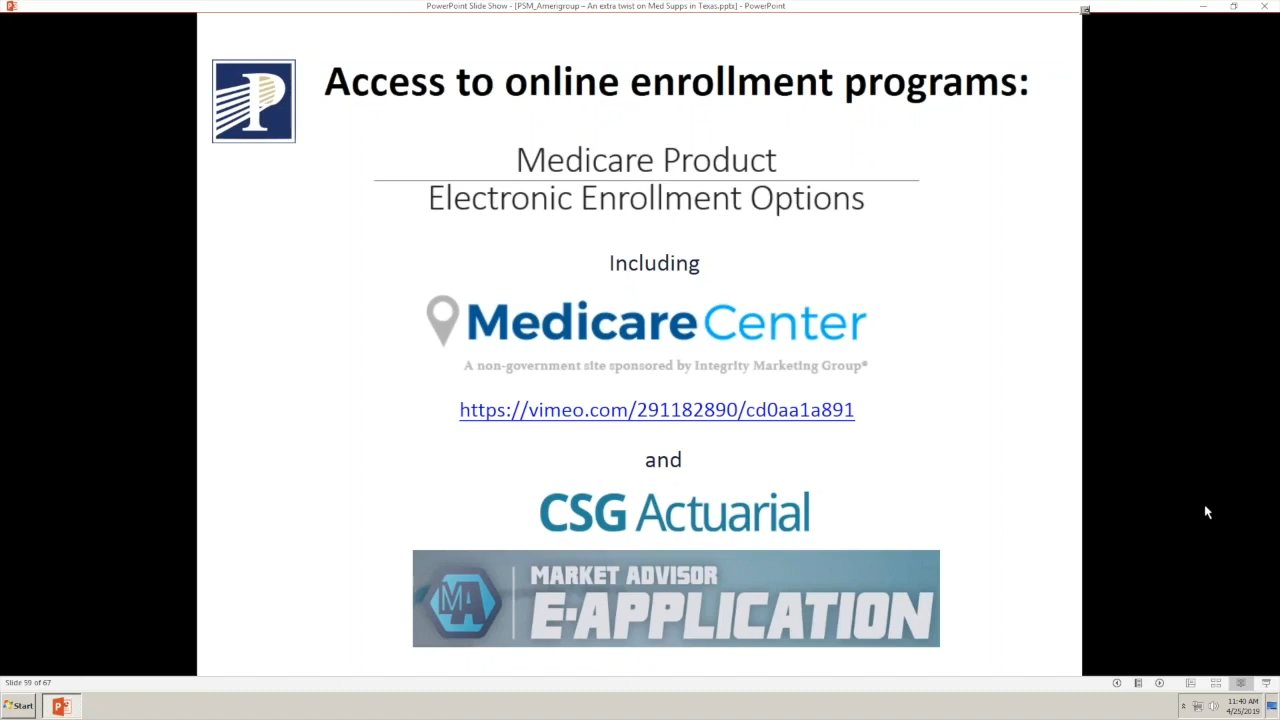 PowerPoint Slide Show - [PSM_Amerigroup – An extra twist on Med Supps in Texas.pptx] - PowerPoint
P
Access to online enrollment programs:
Medicare Product
Electronic Enrollment Options
Including
MedicareCenter
A non-government site sponsored by Integrity Marketing Group®
https://vimeo.com/291182890/cd0aa1a891
and
CSG Actuarial
MA
MARKET ADVISOR
E-APPLICATION
Slide 59 of 67
Start
11:40 AM
4/25/2019